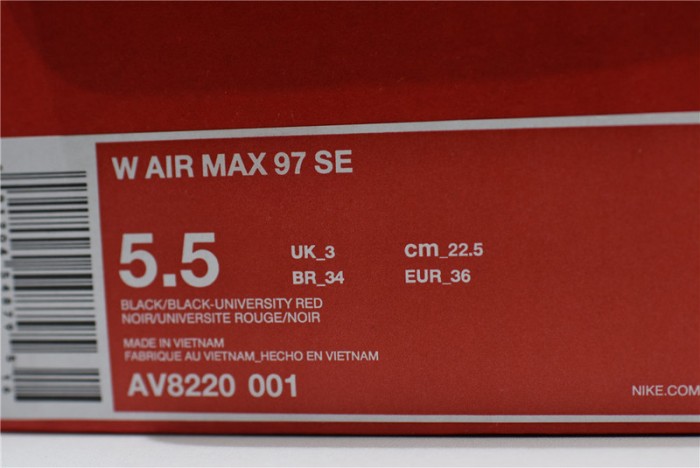 W AIR MAX 97 SE
5.5
UK_3 cm_22.5
BR_34 EUR_36
BLACK/BLACK-UNIVERSITY RED
NOIR/UNIVERSITE ROUGE/NOIR
MADE IN VIETNAM
FABRIQUE AU VIETNAM_HECHO EN VIETNAM
AV8220 001
NIKE.COM